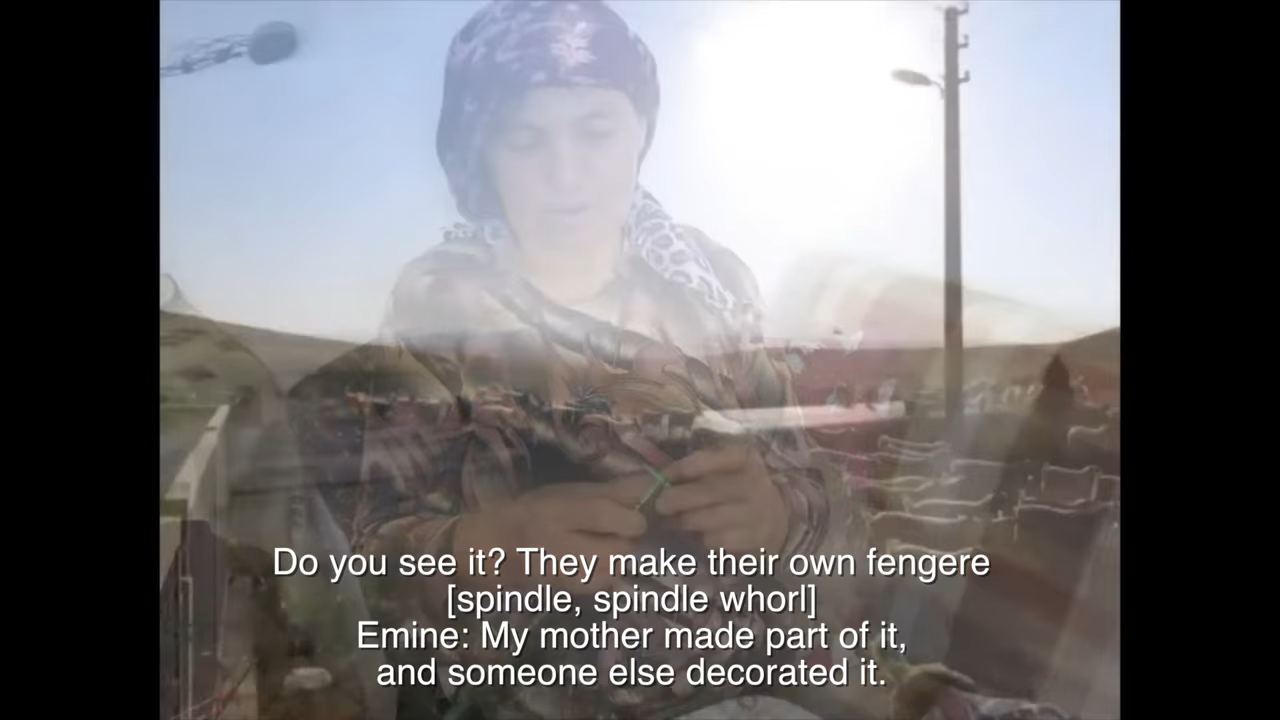 Do you see it? They make their own fengere
[spindle, spindle whorl]
Emine: My mother made part of it,
and someone else decorated it.